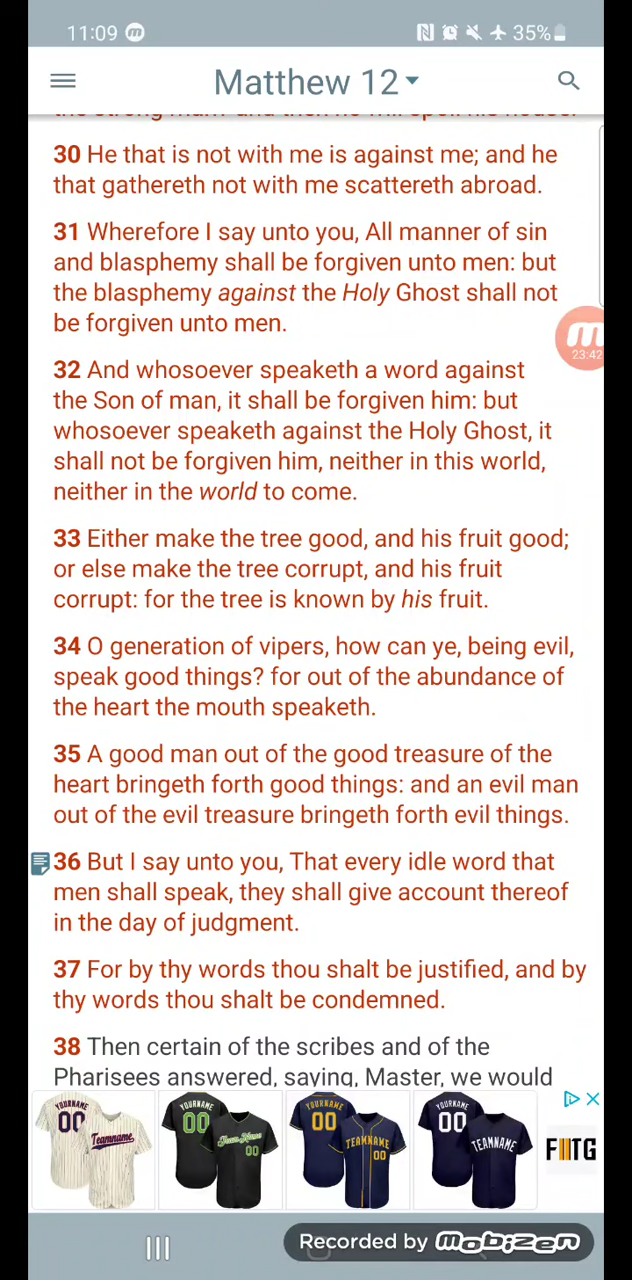 11:09 m 35%
Matthew 12
30 He that is not with me is against me; and he
that gathereth not with me scattereth abroad.
31 Wherefore I say unto you, All manner of sin
and blasphemy shall be forgiven unto men: but
the blasphemy against the Holy Ghost shall not
be forgiven unto men.
m
23:42
32 And whosoever speaketh a word against
the Son of man, it shall be forgiven him: but
whosoever speaketh against the Holy Ghost, it
shall not be forgiven him, neither in this world,
neither in the world to come.
33 Either make the tree good, and his fruit good;
or else make the tree corrupt, and his fruit
corrupt: for the tree is known by his fruit.
34 O generation of vipers, how can ye, being evil,
speak good things? for out of the abundance of
the heart the mouth speaketh.
35 A good man out of the good treasure of the
heart bringeth forth good things: and an evil man
out of the evil treasure bringeth forth evil things.
36 But I say unto you, That every idle word that
men shall speak, they shall give account thereof
in the day of judgment.
37 For by thy words thou shalt be justified, and by
thy words thou shalt be condemned.
38 Then certain of the scribes and of the
Pharisees answered, saying, Master, we would
YOURNAME
00
Teamname
YOURNAME
00
00
YOURNAME
00
TEAMNAME
00
YOURNAME
00
TEAMNAME
FIITG
Recorded by mobizen